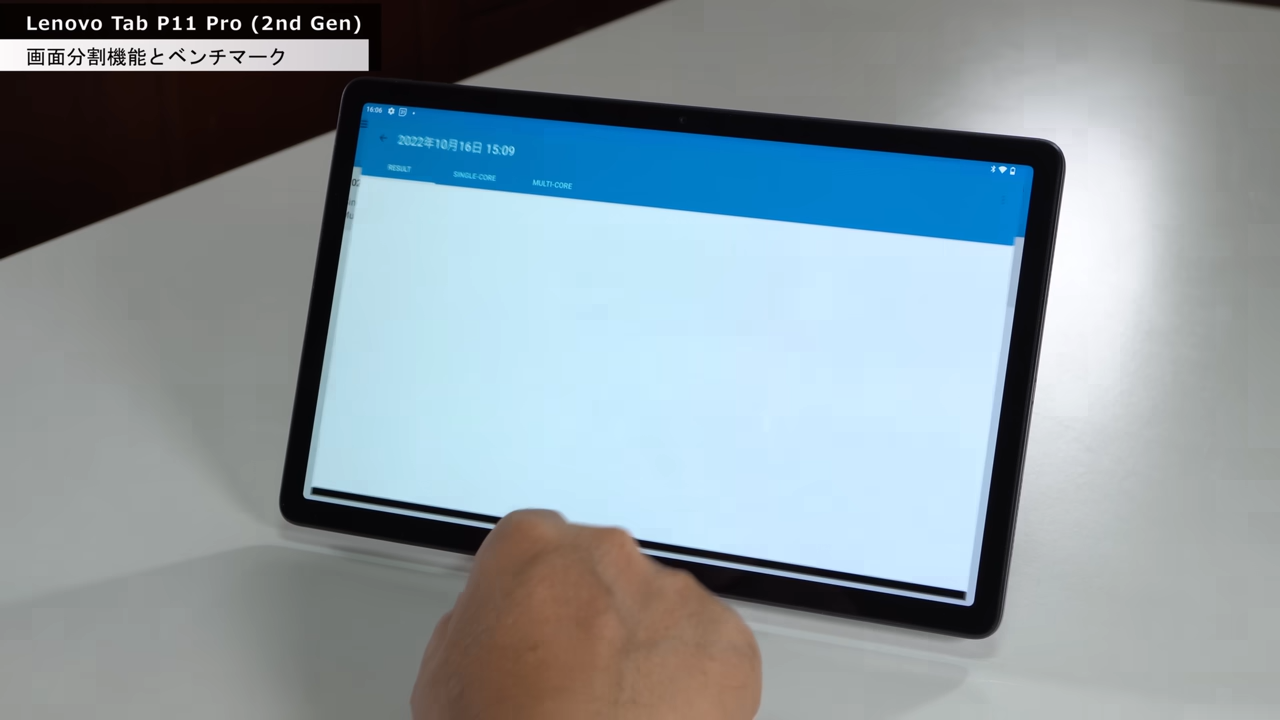 Lenovo Tab P11 Pro (2nd Gen)
画面分割機能とベンチマーク
16:06
2022年10月16日 15:09
RESULT
SINGLE-CORE
MULTI-CORE